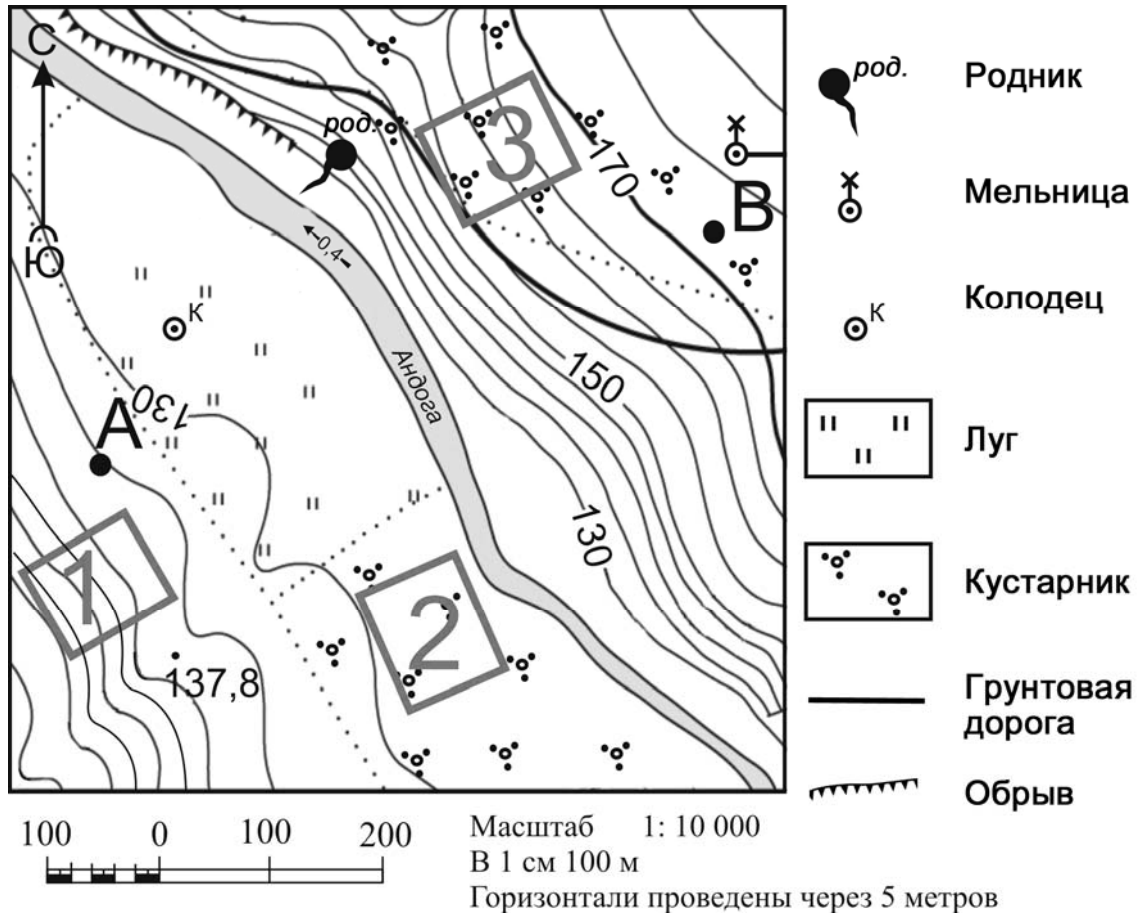 С
Ю
род.
3
170
В
0,4
К
Андога
150
130
А
130
1
2
137,8
род.
Родник
Мельница
К
Колодец
Луг
Кустарник
Грунтовая
дорога
Обрыв
100 0 100 200
Масштаб 1: 10 000
В 1 см 100 м
Горизонтали проведены через 5 метров